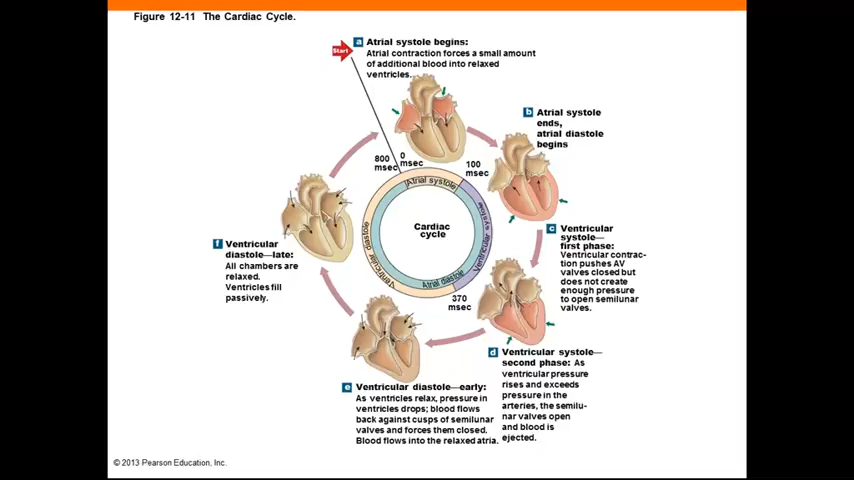 Figure 12-11 The Cardiac Cycle.
Start
a Atrial systole begins:
Atrial contraction forces a small amount
of additional blood into relaxed
ventricles.
b Atrial systole
ends,
atrial diastole
begins
800
msec
0
msec
100
msec
Atrial systole
Ventricular systole
Cardiac
cycle
Ventricular diastole
Atrial diastole
370
msec
c Ventricular
systole—
first phase:
Ventricular contrac-
tion pushes AV
valves closed but
does not create
enough pressure
to open semilunar
valves.
f Ventricular
diastole—late:
All chambers are
relaxed.
Ventricles fill
passively.
d Ventricular systole—
second phase: As
ventricular pressure
rises and exceeds
pressure in the
arteries, the semilu-
nar valves open
and blood is
ejected.
e Ventricular diastole—early:
As ventricles relax, pressure in
ventricles drops; blood flows
back against cusps of semilunar
valves and forces them closed.
Blood flows into the relaxed atria.
© 2013 Pearson Education, Inc.